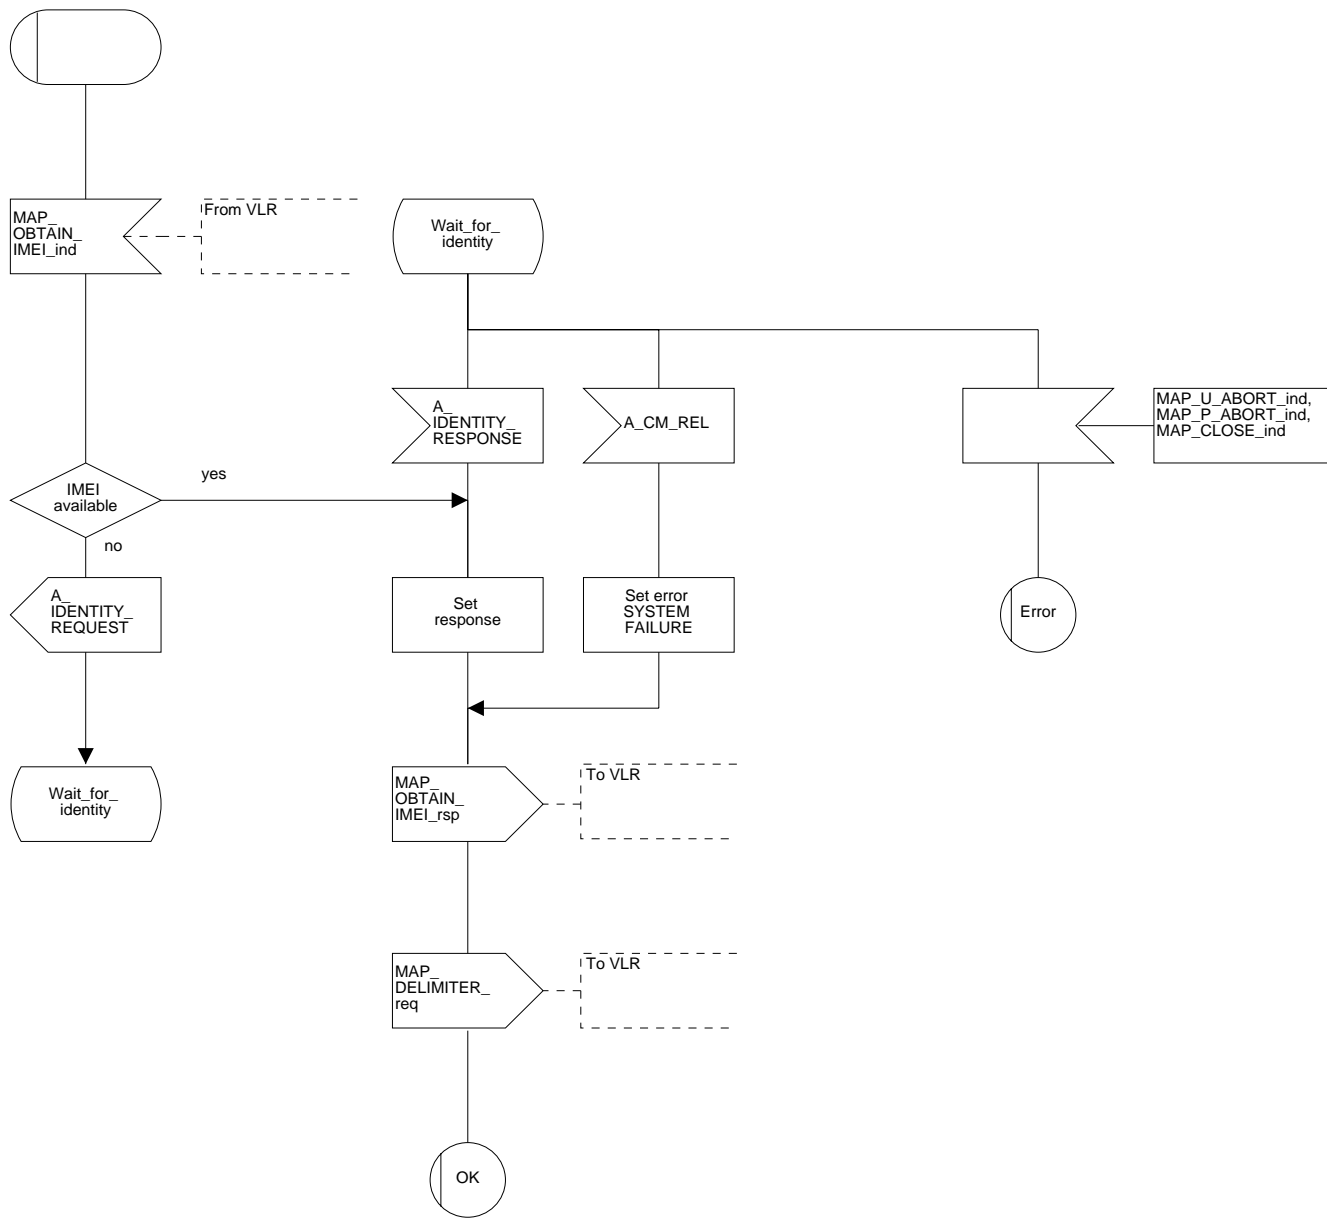 MAP_
OBTAIN_
IMEI_ind
From VLR
Wait_for_
identity
A_
IDENTITY_
RESPONSE
A_CM_REL
MAP_U_ABORT_ind,
MAP_P_ABORT_ind,
MAP_CLOSE_ind
IMEI
available
yes
no
A_
IDENTITY_
REQUEST
Set
response
Set error
SYSTEM
FAILURE
Error
Wait_for_
identity
MAP_
OBTAIN_
IMEI_rsp
To VLR
MAP_
DELIMITER_
req
To VLR
OK